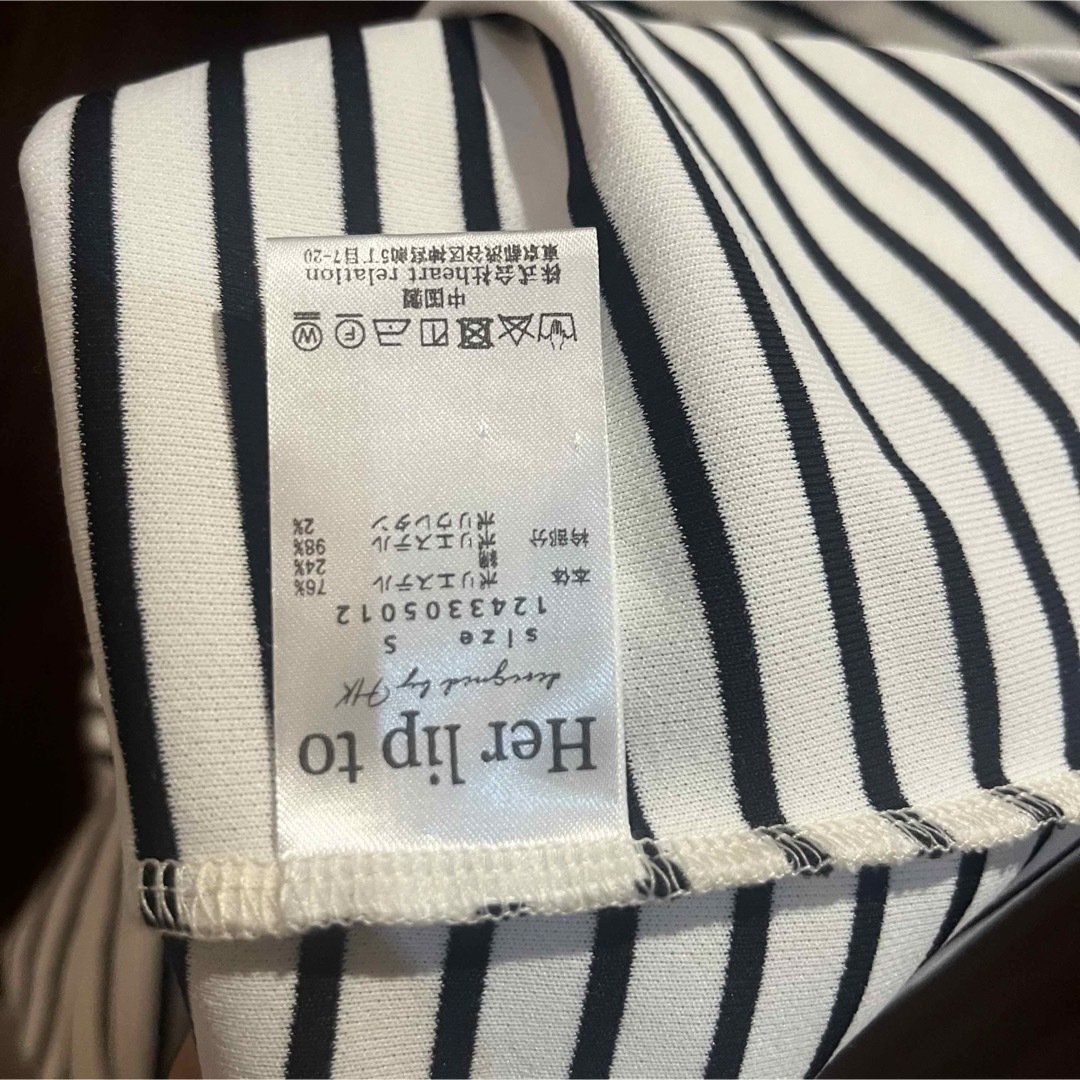 Her lip to
designed by HK
size S
1243305012
本体 ポリエステル 76%
綿 24%
衿部分 ポリエステル 98%
ポリウレタン 2%
中国製
株式会社heart relation
東京都渋谷区神宮前5丁目7-20